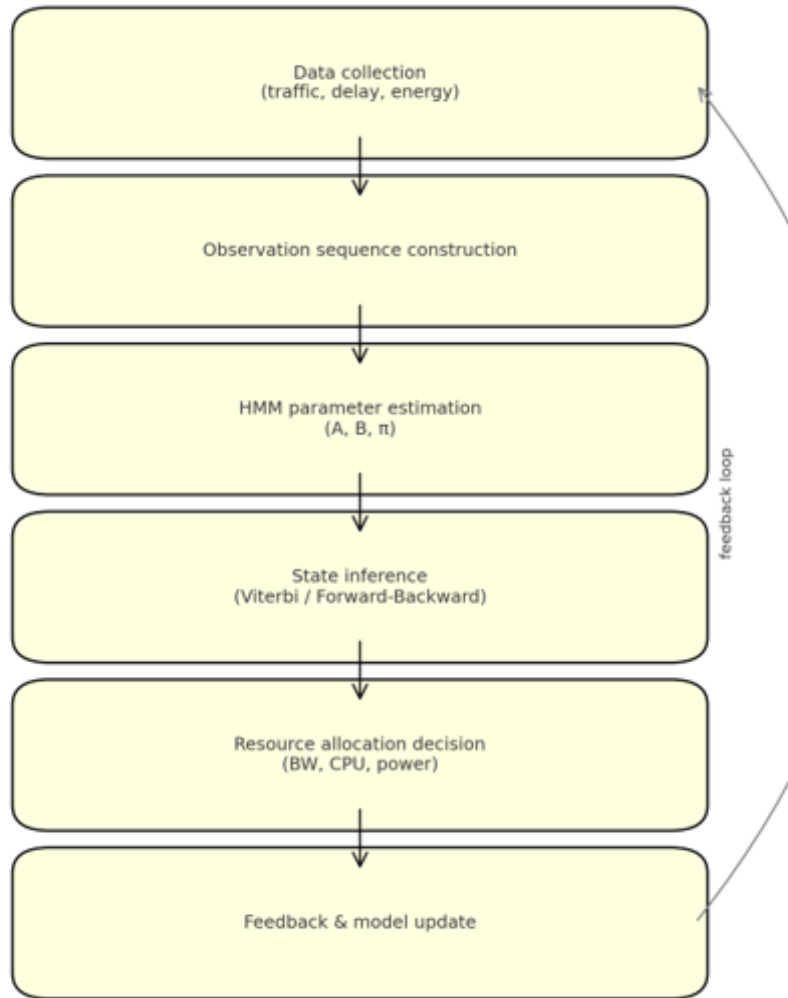 Data collection
(traffic, delay, energy)
Observation sequence construction
HMM parameter estimation
(A, B, π)
feedback loop
State inference
(Viterbi / Forward-Backward)
Resource allocation decision
(BW, CPU, power)
Feedback & model update